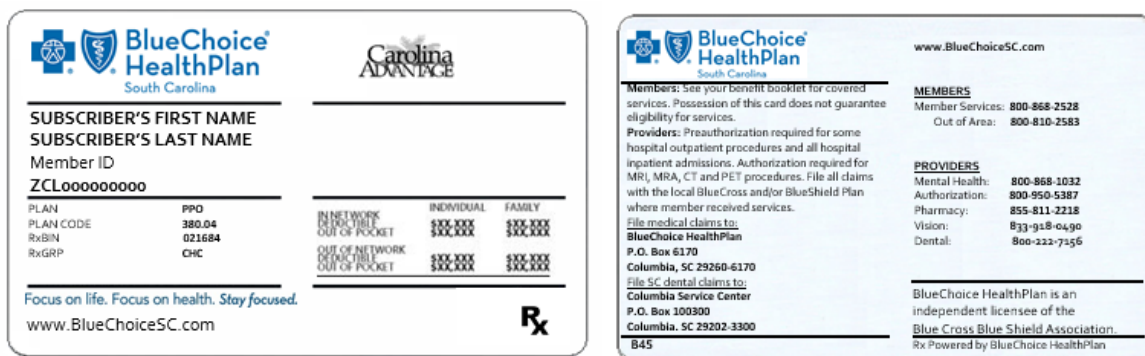 BlueChoice®
HealthPlan
South Carolina
Carolina
ADVANTAGE
SUBSCRIBER'S FIRST NAME
SUBSCRIBER'S LAST NAME
Member ID
ZCL000000000
PLAN PPO
PLAN CODE 380.04
RxBIN 021684
RxGRP CHC
INDIVIDUAL FAMILY
IN NETWORK
DEDUCTIBLE $XX,XXX $XX,XXX
OUT OF POCKET $XX,XXX $XX,XXX
OUT OF NETWORK
DEDUCTIBLE $XX,XXX $XX,XXX
OUT OF POCKET $XX,XXX $XX,XXX
Focus on life. Focus on health. Stay focused.
www.BlueChoiceSC.com
Rx
BlueChoice
HealthPlan
South Carolina
Members: See your benefit booklet for covered
services. Possession of this card does not guarantee
eligibility for services.
Providers: Preauthorization required for some
hospital outpatient procedures and all hospital
inpatient admissions. Authorization required for
MRI, MRA, CT and PET procedures. File all claims
with the local BlueCross and/or BlueShield Plan
where member received services.
File medical claims to:
BlueChoice HealthPlan
P.O. Box 6170
Columbia, SC 29260-6170
File SC dental claims to:
Columbia Service Center
P.O. Box 100300
Columbia. SC 29202-3300
B45
www.BlueChoiceSC.com
MEMBERS
Member Services: 800-868-2528
Out of Area: 800-810-2583
PROVIDERS
Mental Health: 800-868-1032
Authorization: 800-950-5387
Pharmacy: 855-811-2218
Vision: 833-918-0490
Dental: 800-222-7156
BlueChoice HealthPlan is an
independent licensee of the
Blue Cross Blue Shield Association.
Rx Powered by BlueChoice HealthPlan